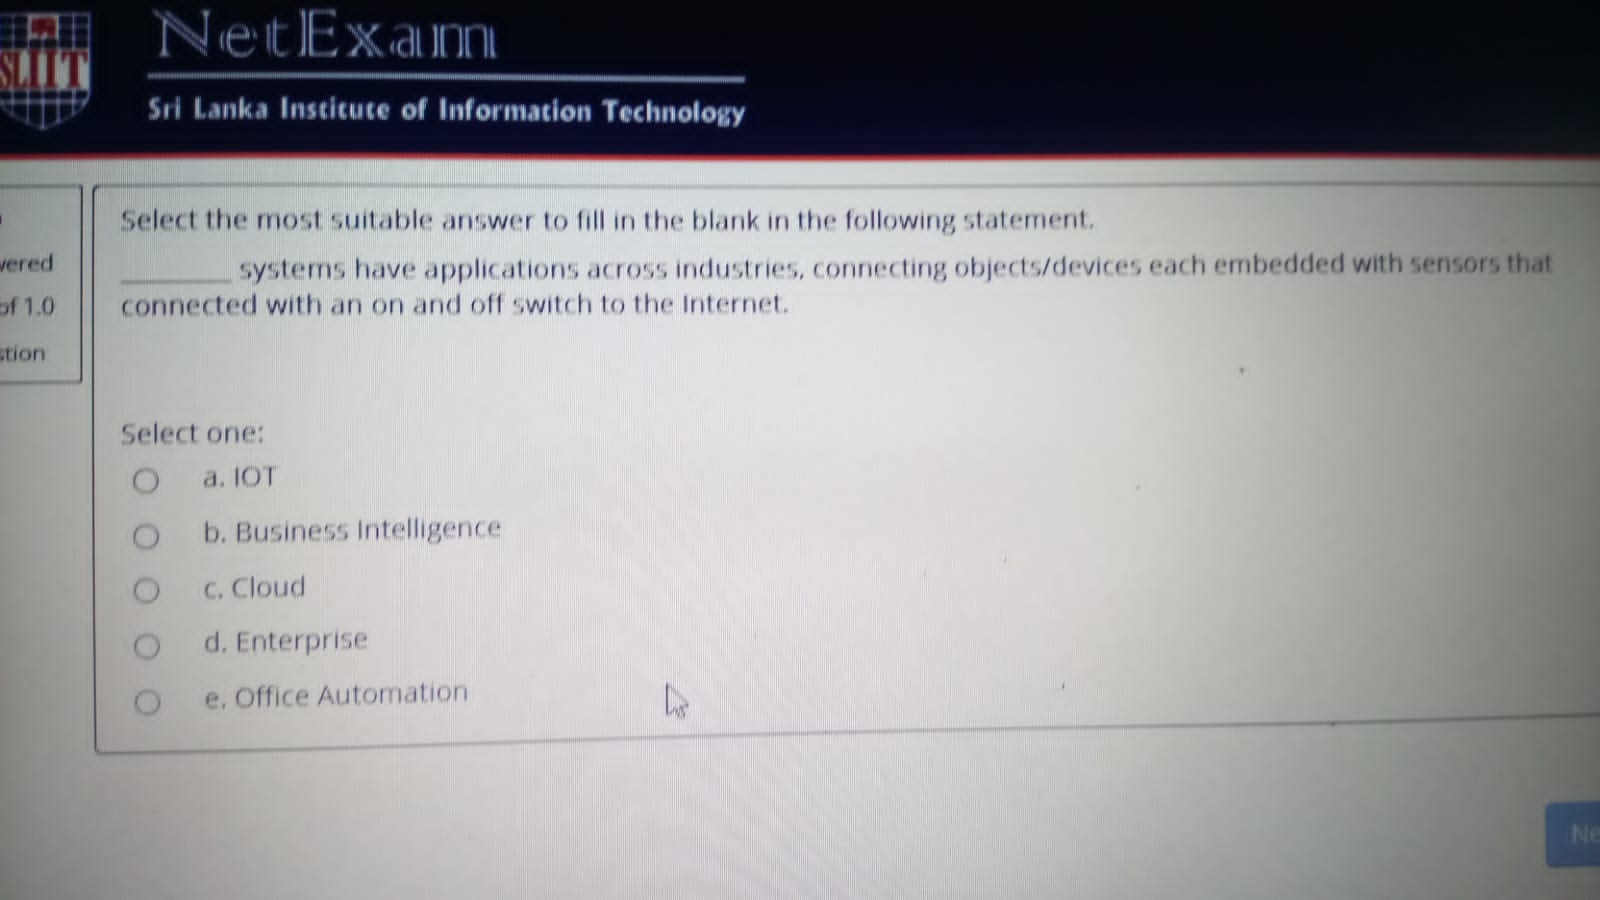 SLIIT
NetExam
Sri Lanka Institute of Information Technology
of 1.0
Select the most suitable answer to fill in the blank in the following statement.
________ systems have applications across industries, connecting objects/devices each embedded with sensors that
connected with an on and off switch to the Internet.
Select one:
a. IOT
b. Business Intelligence
c. Cloud
d. Enterprise
e. Office Automation